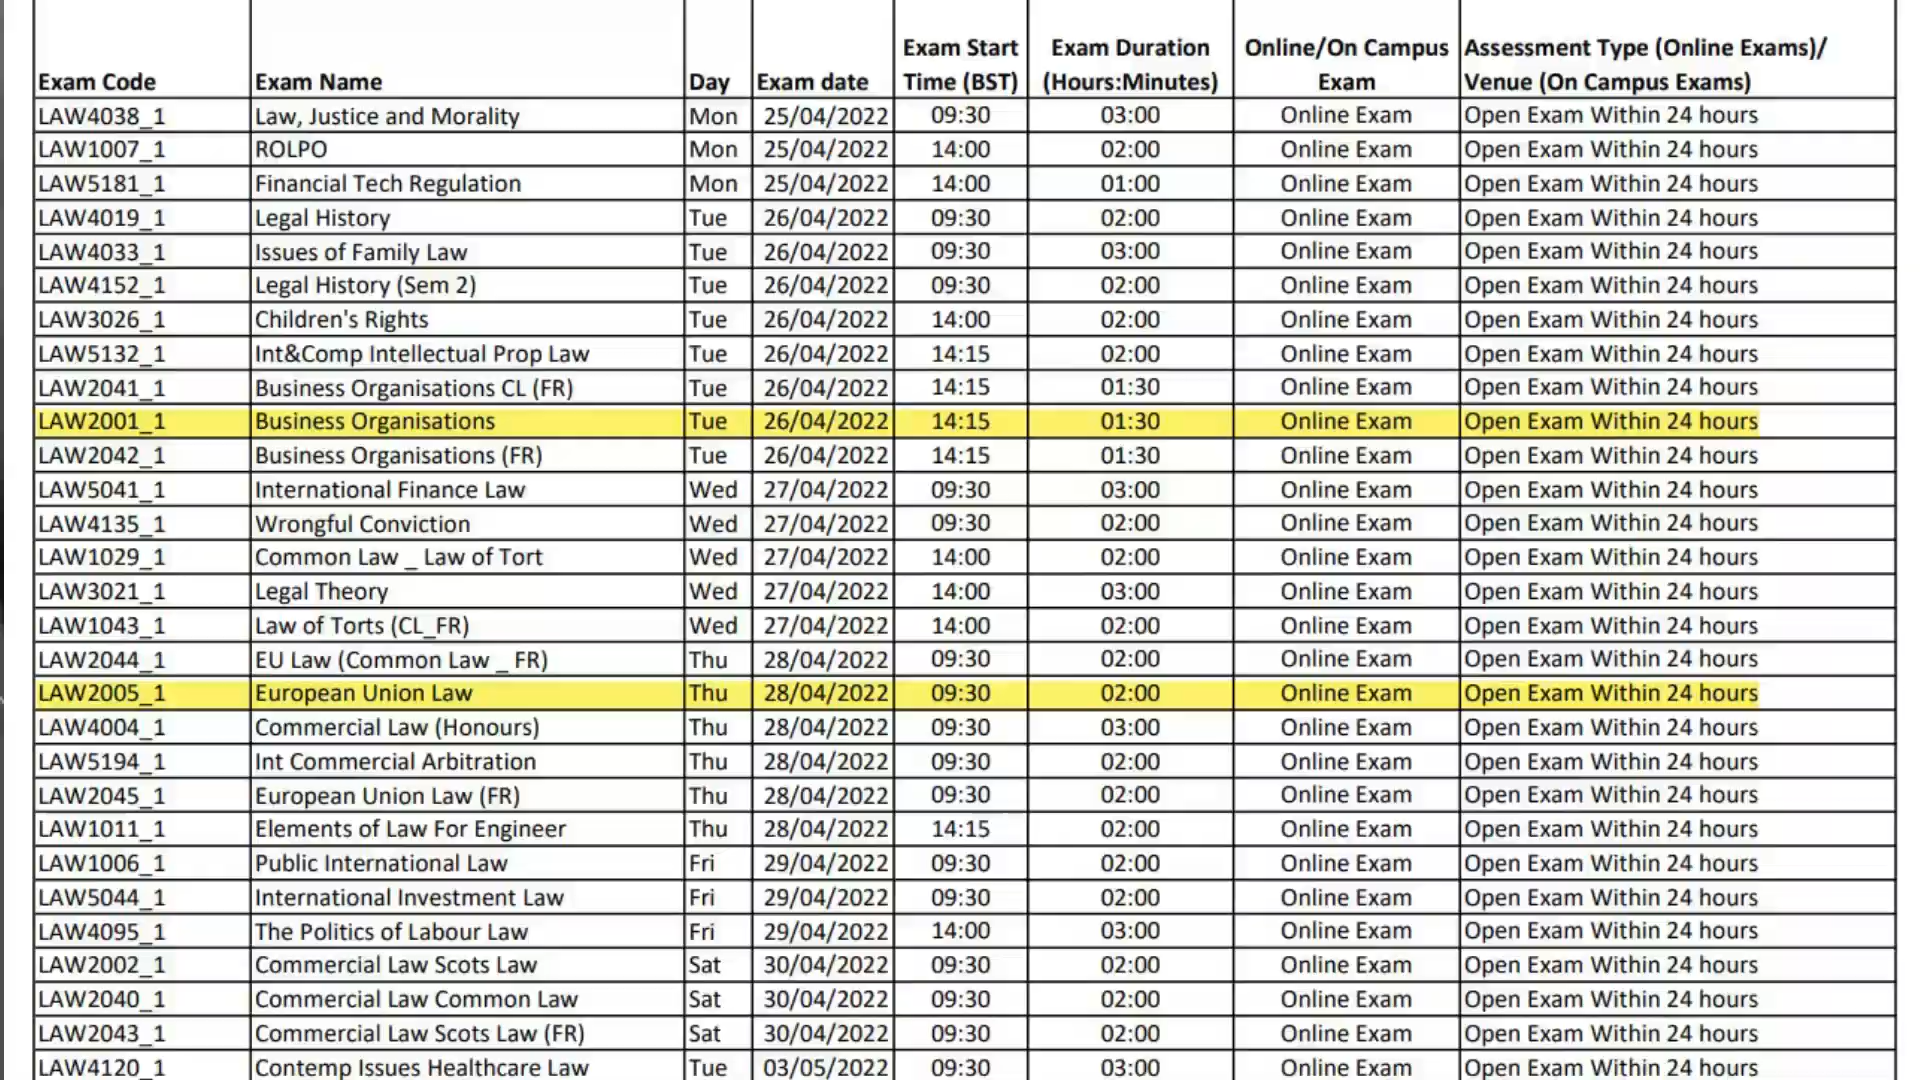 Exam Code Exam Name Day Exam date Exam Start Time (BST) Exam Duration (Hours:Minutes) Online/On Campus Exam Assessment Type (Online Exams)/ Venue (On Campus Exams)
LAW4038_1 Law, Justice and Morality Mon 25/04/2022 09:30 03:00 Online Exam Open Exam Within 24 hours
LAW1007_1 ROLPO Mon 25/04/2022 14:00 02:00 Online Exam Open Exam Within 24 hours
LAW5181_1 Financial Tech Regulation Mon 25/04/2022 14:00 01:00 Online Exam Open Exam Within 24 hours
LAW4019_1 Legal History Tue 26/04/2022 09:30 02:00 Online Exam Open Exam Within 24 hours
LAW4033_1 Issues of Family Law Tue 26/04/2022 09:30 03:00 Online Exam Open Exam Within 24 hours
LAW4152_1 Legal History (Sem 2) Tue 26/04/2022 09:30 02:00 Online Exam Open Exam Within 24 hours
LAW3026_1 Children's Rights Tue 26/04/2022 14:00 02:00 Online Exam Open Exam Within 24 hours
LAW5132_1 Int&Comp Intellectual Prop Law Tue 26/04/2022 14:15 02:00 Online Exam Open Exam Within 24 hours
LAW2041_1 Business Organisations CL (FR) Tue 26/04/2022 14:15 01:30 Online Exam Open Exam Within 24 hours
LAW2001_1 Business Organisations Tue 26/04/2022 14:15 01:30 Online Exam Open Exam Within 24 hours
LAW2042_1 Business Organisations (FR) Tue 26/04/2022 14:15 01:30 Online Exam Open Exam Within 24 hours
LAW5041_1 International Finance Law Wed 27/04/2022 09:30 03:00 Online Exam Open Exam Within 24 hours
LAW4135_1 Wrongful Conviction Wed 27/04/2022 09:30 02:00 Online Exam Open Exam Within 24 hours
LAW1029_1 Common Law _ Law of Tort Wed 27/04/2022 14:00 02:00 Online Exam Open Exam Within 24 hours
LAW3021_1 Legal Theory Wed 27/04/2022 14:00 03:00 Online Exam Open Exam Within 24 hours
LAW1043_1 Law of Torts (CL_FR) Wed 27/04/2022 14:00 02:00 Online Exam Open Exam Within 24 hours
LAW2044_1 EU Law (Common Law _ FR) Thu 28/04/2022 09:30 02:00 Online Exam Open Exam Within 24 hours
LAW2005_1 European Union Law Thu 28/04/2022 09:30 02:00 Online Exam Open Exam Within 24 hours
LAW4004_1 Commercial Law (Honours) Thu 28/04/2022 09:30 03:00 Online Exam Open Exam Within 24 hours
LAW5194_1 Int Commercial Arbitration Thu 28/04/2022 09:30 02:00 Online Exam Open Exam Within 24 hours
LAW2045_1 European Union Law (FR) Thu 28/04/2022 09:30 02:00 Online Exam Open Exam Within 24 hours
LAW1011_1 Elements of Law For Engineer Thu 28/04/2022 14:15 02:00 Online Exam Open Exam Within 24 hours
LAW1006_1 Public International Law Fri 29/04/2022 09:30 02:00 Online Exam Open Exam Within 24 hours
LAW5044_1 International Investment Law Fri 29/04/2022 09:30 02:00 Online Exam Open Exam Within 24 hours
LAW4095_1 The Politics of Labour Law Fri 29/04/2022 14:00 03:00 Online Exam Open Exam Within 24 hours
LAW2002_1 Commercial Law Scots Law Sat 30/04/2022 09:30 02:00 Online Exam Open Exam Within 24 hours
LAW2040_1 Commercial Law Common Law Sat 30/04/2022 09:30 02:00 Online Exam Open Exam Within 24 hours
LAW2043_1 Commercial Law Scots Law (FR) Sat 30/04/2022 09:30 02:00 Online Exam Open Exam Within 24 hours
LAW4120_1 Contemp Issues Healthcare Law Tue 03/05/2022 09:30 03:00 Online Exam Open Exam Within 24 hours